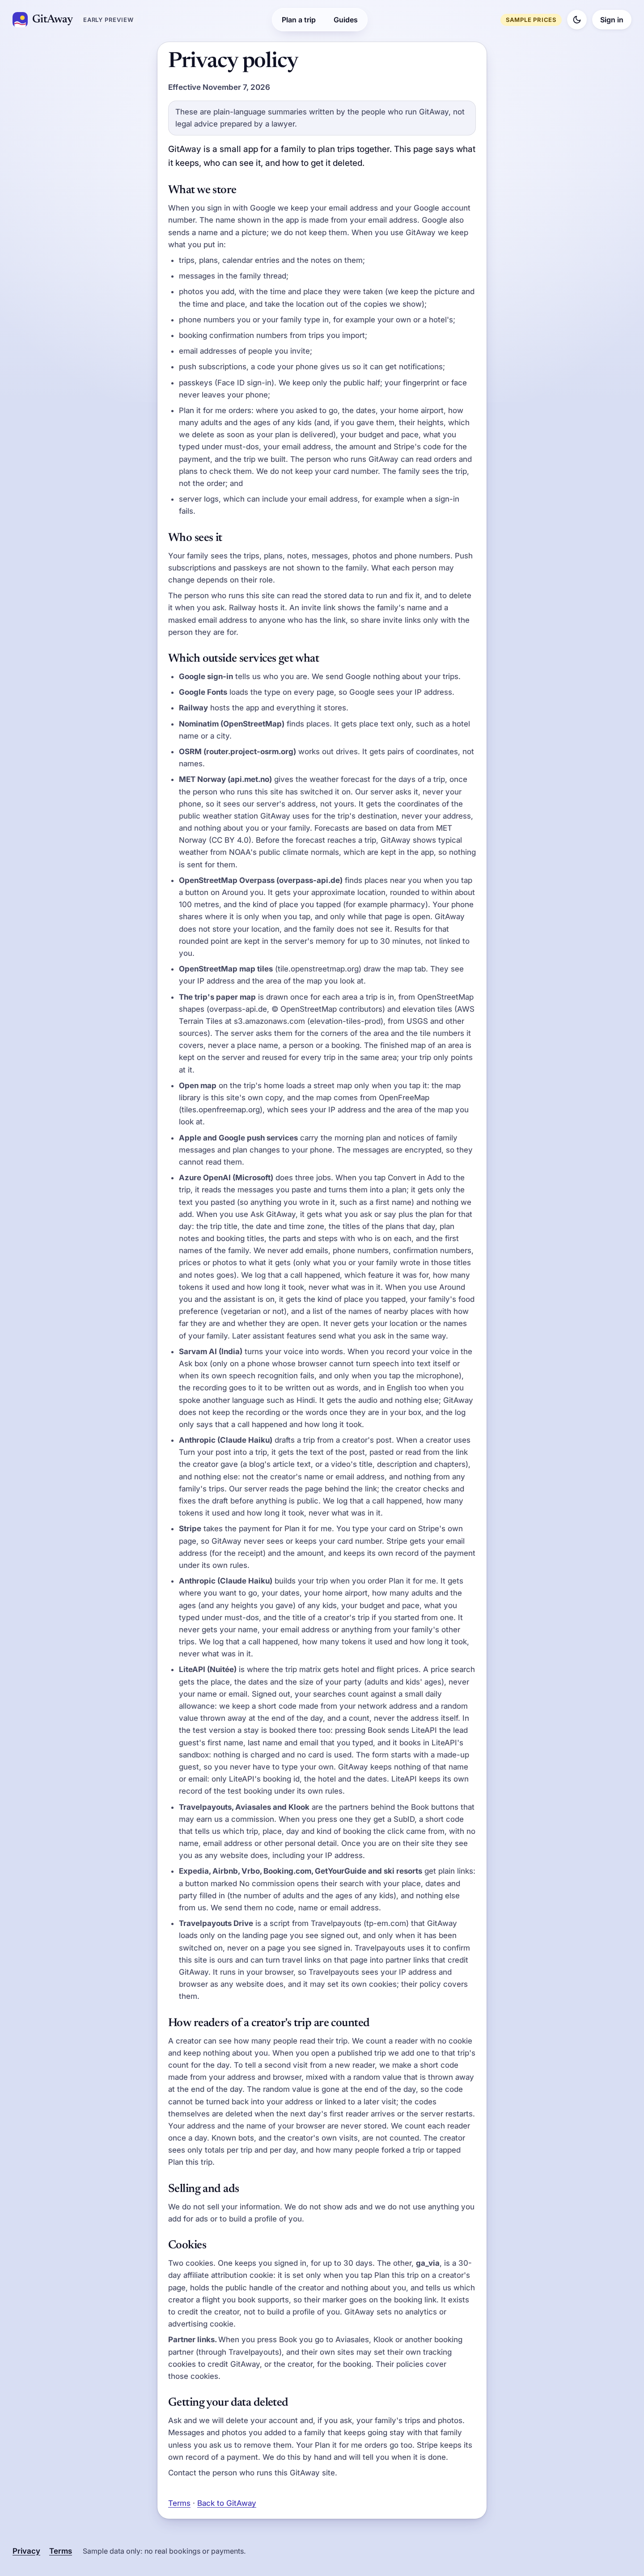 GitAway EARLY PREVIEW Plan a trip Guides SAMPLE PRICES Sign in
Privacy policy
Effective November 7, 2026
These are plain-language summaries written by the people who run GitAway, not
legal advice prepared by a lawyer.
GitAway is a small app for a family to plan trips together. This page says what
it keeps, who can see it, and how to get it deleted.
What we store
When you sign in with Google we keep your email address and your Google account
number. The name shown in the app is made from your email address. Google also
sends a name and a picture; we do not keep them. When you use GitAway we keep
what you put in:
• trips, plans, calendar entries and the notes on them;
• messages in the family thread;
• photos you add, with the time and place they were taken (we keep the picture and
the time and place, and take the location out of the copies we show);
• phone numbers you or your family type in, for example your own or a hotel's;
• booking confirmation numbers from trips you import;
• email addresses of people you invite;
• push subscriptions, a code your phone gives us so it can get notifications;
• passkeys (Face ID sign-in). We keep only the public half; your fingerprint or face
never leaves your phone;
• Plan it for me orders: where you asked to go, the dates, your home airport, how
many adults and the ages of any kids (and, if you gave them, their heights, which
we delete as soon as your plan is delivered), your budget and pace, what you
typed under must-dos, your email address, the amount and Stripe's code for the
payment, and the trip we built. The person who runs GitAway can read orders and
plans to check them. We do not keep your card number. The family sees the trip,
not the order; and
• server logs, which can include your email address, for example when a sign-in
fails.
Who sees it
Your family sees the trips, plans, notes, messages, photos and phone numbers. Push
subscriptions and passkeys are not shown to the family. What each person may
change depends on their role.
The person who runs this site can read the stored data to run and fix it, and to delete
it when you ask. Railway hosts it. An invite link shows the family's name and a
masked email address to anyone who has the link, so share invite links only with the
person they are for.
Which outside services get what
• Google sign-in tells us who you are. We send Google nothing about your trips.
• Google Fonts loads the type on every page, so Google sees your IP address.
• Railway hosts the app and everything it stores.
• Nominatim (OpenStreetMap) finds places. It gets place text only, such as a hotel
name or a city.
• OSRM (router.project-osrm.org) works out drives. It gets pairs of coordinates, not
names.
• MET Norway (api.met.no) gives the weather forecast for the days of a trip, once
the person who runs this site has switched it on. Our server asks it, never your
phone, so it sees our server's address, not yours. It gets the coordinates of the
public weather station GitAway uses for the trip's destination, never your address,
and nothing about you or your family. Forecasts are based on data from MET
Norway (CC BY 4.0). Before the forecast reaches a trip, GitAway shows typical
weather from NOAA's public climate normals, which are kept in the app, so nothing
is sent for them.
• OpenStreetMap Overpass (overpass-api.de) finds places near you when you tap
a button on Around you. It gets your approximate location, rounded to within about
100 metres, and the kind of place you tapped (for example pharmacy). Your phone
shares where it is only when you tap, and only while that page is open. GitAway
does not store your location, and the family does not see it. Results for that
rounded point are kept in the server's memory for up to 30 minutes, not linked to
you.
• OpenStreetMap map tiles (tile.openstreetmap.org) draw the map tab. They see
your IP address and the area of the map you look at.
• The trip's paper map is drawn once for each area a trip is in, from OpenStreetMap
shapes (overpass-api.de, © OpenStreetMap contributors) and elevation tiles (AWS
Terrain Tiles at s3.amazonaws.com (elevation-tiles-prod), from USGS and other
sources). The server asks them for the corners of the area and the tile numbers it
covers, never a place name, a person or a booking. The finished map of an area is
kept on the server and reused for every trip in the same area; your trip only points
at it.
• Open map on the trip's home loads a street map only when you tap it: the map
library is this site's own copy, and the map comes from OpenFreeMap
(tiles.openfreemap.org), which sees your IP address and the area of the map you
look at.
• Apple and Google push services carry the morning plan and notices of family
messages and plan changes to your phone. The messages are encrypted, so they
cannot read them.
• Azure OpenAI (Microsoft) does three jobs. When you tap Convert in Add to the
trip, it reads the messages you paste and turns them into a plan; it gets only the
text you pasted (so anything you wrote in it, such as a first name) and nothing we
add. When you use Ask GitAway, it gets what you ask or say plus the plan for that
day: the trip title, the date and time zone, the titles of the plans that day, plan
notes and booking titles, the parts and steps with who is on each, and the first
names of the family. We never add emails, phone numbers, confirmation numbers,
prices or photos to what it gets (only what you or your family wrote in those titles
and notes goes). We log that a call happened, which feature it was for, how many
tokens it used and how long it took, never what was in it. When you use Around
you and the assistant is on, it gets the kind of place you tapped, your family's food
preference (vegetarian or not), and a list of the names of nearby places with how
far they are and whether they are open. It never gets your location or the names
of your family. Later assistant features send what you ask in the same way.
• Sarvam AI (India) turns your voice into words. When you record your voice in the
Ask box (only on a phone whose browser cannot turn speech into text itself or
when its own speech recognition fails, and only when you tap the microphone),
the recording goes to it to be written out as words, and in English too when you
spoke another language such as Hindi. It gets the audio and nothing else; GitAway
does not keep the recording or the words once they are in your box, and the log
only says that a call happened and how long it took.
• Anthropic (Claude Haiku) drafts a trip from a creator's post. When a creator uses
Turn your post into a trip, it gets the text of the post, pasted or read from the link
the creator gave (a blog's article text, or a video's title, description and chapters),
and nothing else: not the creator's name or email address, and nothing from any
family's trips. Our server reads the page behind the link; the creator checks and
fixes the draft before anything is public. We log that a call happened, how many
tokens it used and how long it took, never what was in it.
• Stripe takes the payment for Plan it for me. You type your card on Stripe's own
page, so GitAway never sees or keeps your card number. Stripe gets your email
address (for the receipt) and the amount, and keeps its own record of the payment
under its own rules.
• Anthropic (Claude Haiku) builds your trip when you order Plan it for me. It gets
where you want to go, your dates, your home airport, how many adults and the
ages (and any heights you gave) of any kids, your budget and pace, what you
typed under must-dos, and the title of a creator's trip if you started from one. It
never gets your name, your email address or anything from your family's other
trips. We log that a call happened, how many tokens it used and how long it took,
never what was in it.
• LiteAPI (Nuitée) is where the trip matrix gets hotel and flight prices. A price search
gets the place, the dates and the size of your party (adults and kids' ages), never
your name or email. Signed out, your searches count against a small daily
allowance: we keep a short code made from your network address and a random
value thrown away at the end of the day, and a count, never the address itself. In
the test version a stay is booked there too: pressing Book sends LiteAPI the lead
guest's first name, last name and email that you typed, and it books in LiteAPI's
sandbox: nothing is charged and no card is used. The form starts with a made-up
guest, so you never have to type your own. GitAway keeps nothing of that name
or email: only LiteAPI's booking id, the hotel and the dates. LiteAPI keeps its own
record of the test booking under its own rules.
• Travelpayouts, Aviasales and Klook are the partners behind the Book buttons that
may earn us a commission. When you press one they get a SubID, a short code
that tells us which trip, place, day and kind of booking the click came from, with no
name, email address or other personal detail. Once you are on their site they see
you as any website does, including your IP address.
• Expedia, Airbnb, Vrbo, Booking.com, GetYourGuide and ski resorts get plain links:
a button marked No commission opens their search with your place, dates and
party filled in (the number of adults and the ages of any kids), and nothing else
from us. We send them no code, name or email address.
• Travelpayouts Drive is a script from Travelpayouts (tp-em.com) that GitAway
loads only on the landing page you see signed out, and only when it has been
switched on, never on a page you see signed in. Travelpayouts uses it to confirm
this site is ours and can turn travel links on that page into partner links that credit
GitAway. It runs in your browser, so Travelpayouts sees your IP address and
browser as any website does, and it may set its own cookies; their policy covers
them.
How readers of a creator's trip are counted
A creator can see how many people read their trip. We count a reader with no cookie
and keep nothing about you. When you open a published trip we add one to that trip's
count for the day. To tell a second visit from a new reader, we make a short code
made from your address and browser, mixed with a random value that is thrown away
at the end of the day. The random value is gone at the end of the day, so the code
cannot be turned back into your address or linked to a later visit; the codes
themselves are deleted when the next day's first reader arrives or the server restarts.
Your address and the name of your browser are never stored. We count each reader
once a day. Known bots, and the creator's own visits, are not counted. The creator
sees only totals per trip and per day, and how many people forked a trip or tapped
Plan this trip.
Selling and ads
We do not sell your information. We do not show ads and we do not use anything you
add for ads or to build a profile of you.
Cookies
Two cookies. One keeps you signed in, for up to 30 days. The other, ga_via, is a 30-
day affiliate attribution cookie: it is set only when you tap Plan this trip on a creator's
page, holds the public handle of the creator and nothing about you, and tells us which
creator a flight you book supports, so their marker goes on the booking link. It exists
to credit the creator, not to build a profile of you. GitAway sets no analytics or
advertising cookie.
Partner links. When you press Book you go to Aviasales, Klook or another booking
partner (through Travelpayouts), and their own sites may set their own tracking
cookies to credit GitAway, or the creator, for the booking. Their policies cover
those cookies.
Getting your data deleted
Ask and we will delete your account and, if you ask, your family's trips and photos.
Messages and photos you added to a family that keeps going stay with that family
unless you ask us to remove them. Your Plan it for me orders go too. Stripe keeps its
own record of a payment. We do this by hand and will tell you when it is done.
Contact the person who runs this GitAway site.
Terms · Back to GitAway
Privacy Terms Sample data only: no real bookings or payments.